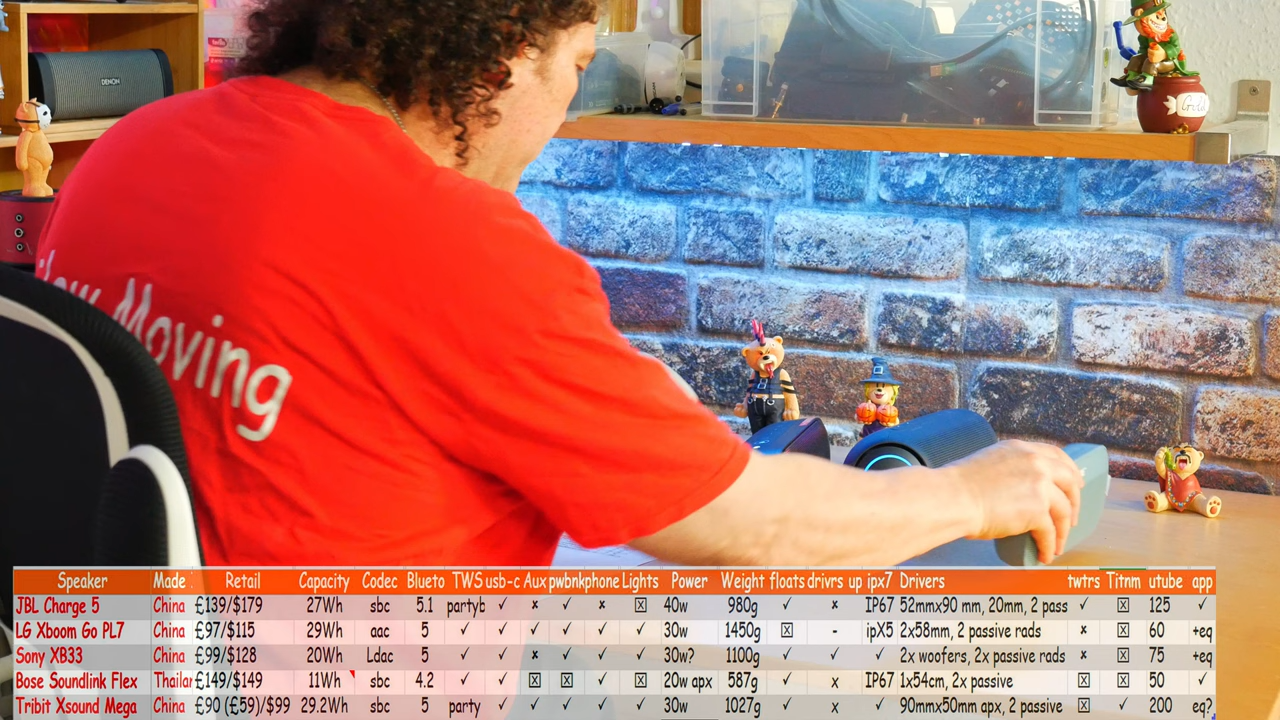 DENON
Gold
Moving
Speaker Made Retail Capacity Codec Blueto TWS usb-c Aux pwbnk phone Lights Power Weight floats drivrs up ipx7 Drivers twtrs Titnm utube app
JBL Charge 5 China £139/$179 27Wh sbc 5.1 partyb ✓ × ✓ × ☒ 40w 980g ✓ × IP67 52mmx90 mm, 20mm, 2 pass ✓ ☒ 125 ✓
LG Xboom Go PL7 China £97/$115 29Wh aac 5 ✓ ✓ ✓ ✓ ✓ ✓ 30w 1450g ☒ - ipX5 2x58mm, 2 passive rads × ☒ 60 +eq
Sony XB33 China £99/$128 20Wh Ldac 5 ✓ ✓ × ✓ ✓ ✓ 30w? 1100g ✓ ✓ ✓ 2x woofers, 2x passive rads × ☒ 75 +eq
Bose Soundlink Flex Thailan £149/$149 11Wh sbc 4.2 ✓ ✓ ☒ ☒ ✓ ☒ 20w apx 587g ✓ x IP67 1x54cm, 2x passive ☒ ✓ 50 ✓
Tribit Xsound Mega China £90 (£59)/$99 29.2Wh sbc 5 party ✓ ✓ ✓ ✓ ✓ 30w 1027g ✓ x ✓ 90mmx50mm apx, 2 passive ☒ ☒ 200 eq?